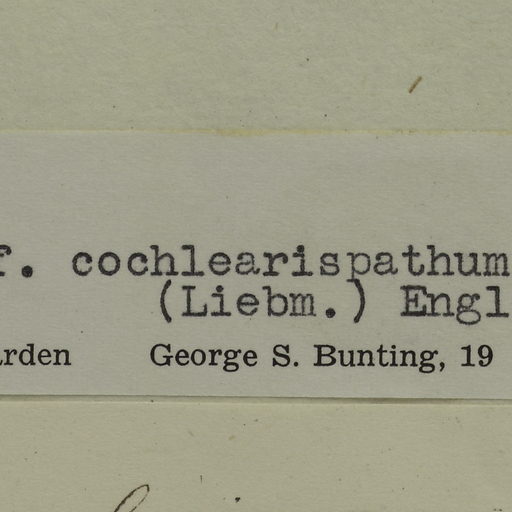 f. cochlearispathum
(Liebm.) Engl
rden George S. Bunting, 19